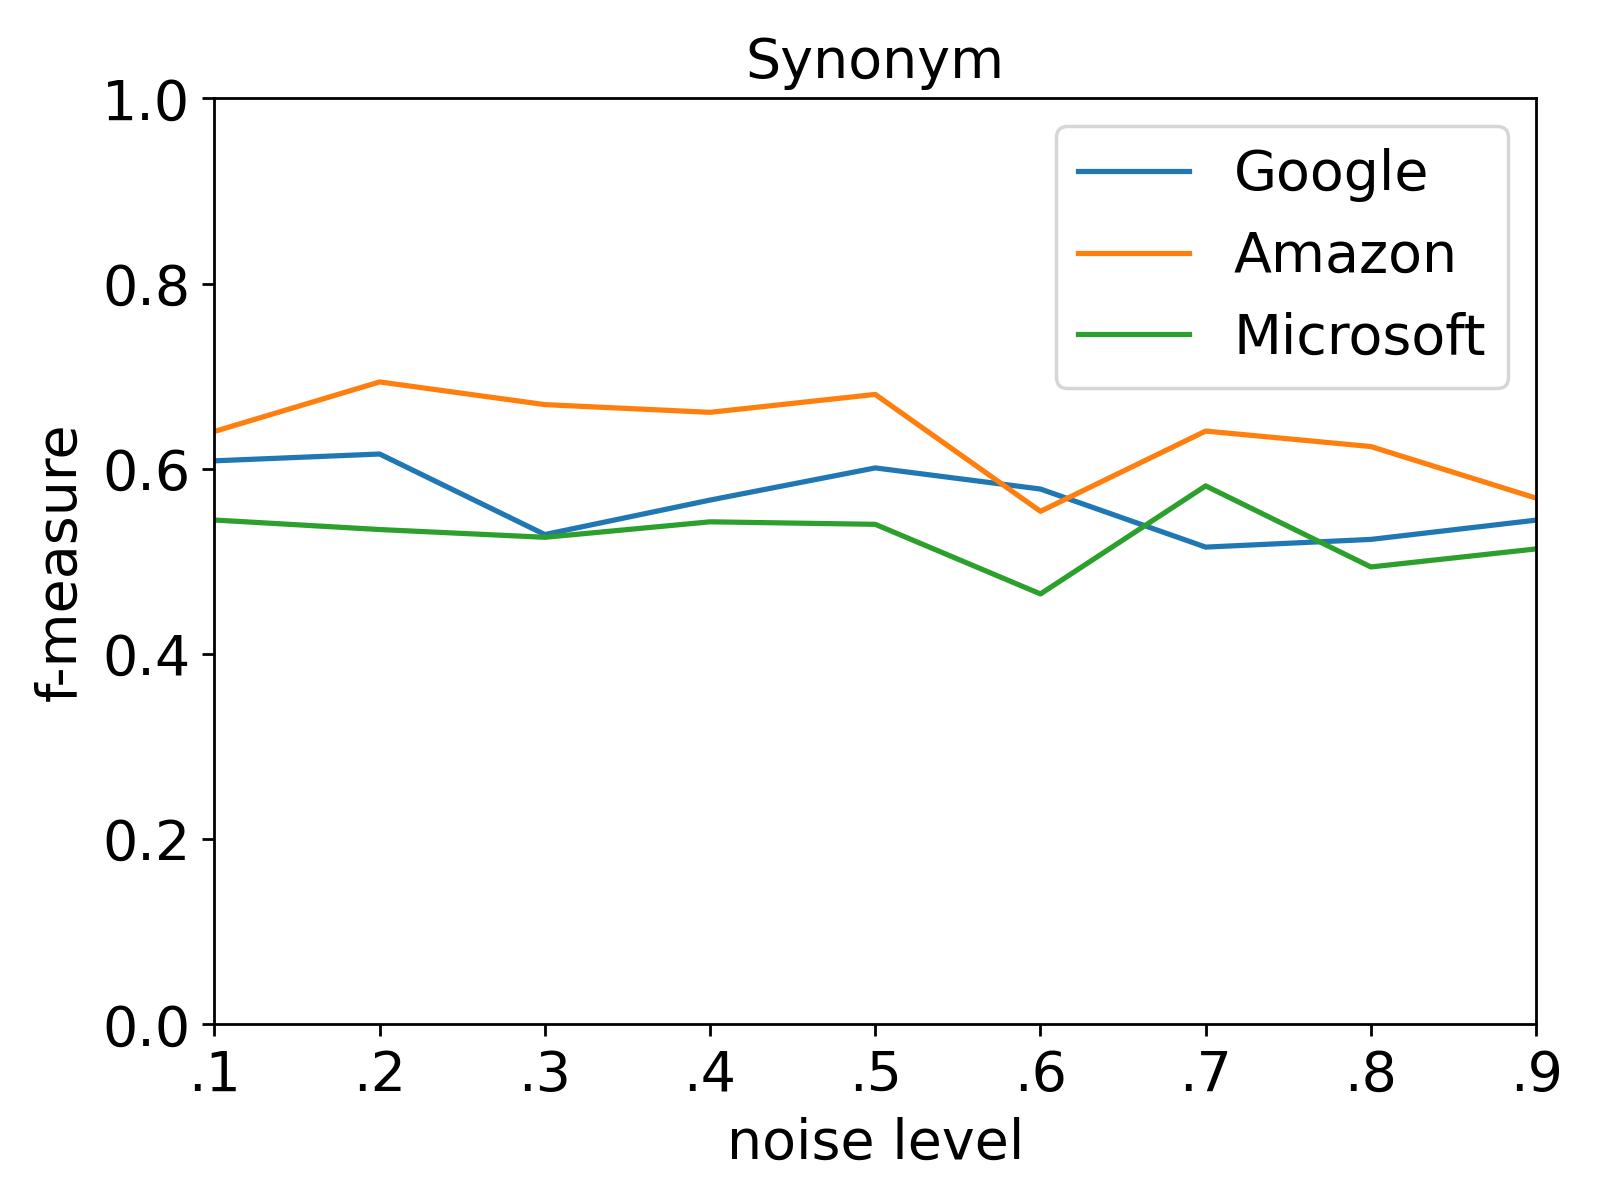 Synonym
1.0
0.8
0.6
0.4
0.2
0.0
f-measure
Google
Amazon
Microsoft
.1 .2 .3 .4 .5 .6 .7 .8 .9
noise level